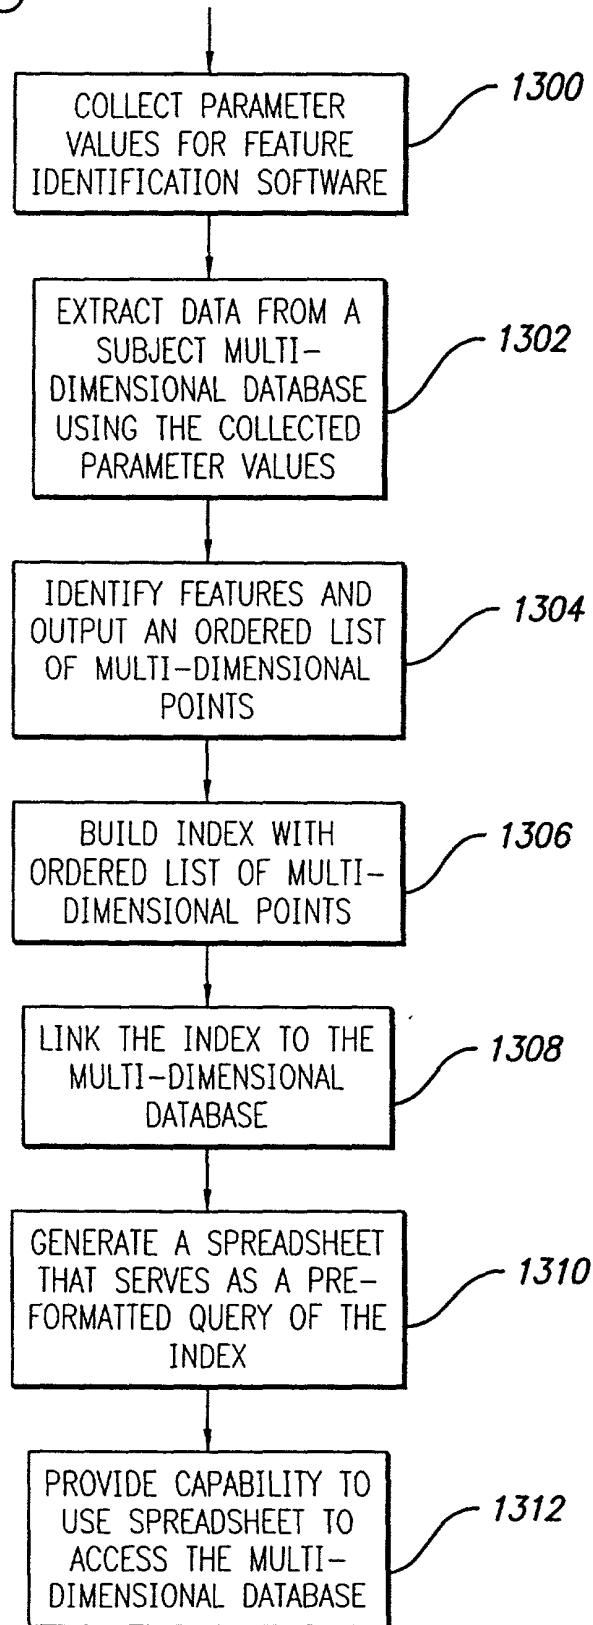 COLLECT PARAMETER
VALUES FOR FEATURE
IDENTIFICATION SOFTWARE
1300
EXTRACT DATA FROM A
SUBJECT MULTI-
DIMENSIONAL DATABASE
USING THE COLLECTED
PARAMETER VALUES
1302
IDENTIFY FEATURES AND
OUTPUT AN ORDERED LIST
OF MULTI-DIMENSIONAL
POINTS
1304
BUILD INDEX WITH
ORDERED LIST OF MULTI-
DIMENSIONAL POINTS
1306
LINK THE INDEX TO THE
MULTI-DIMENSIONAL
DATABASE
1308
GENERATE A SPREADSHEET
THAT SERVES AS A PRE-
FORMATTED QUERY OF THE
INDEX
1310
PROVIDE CAPABILITY TO
USE SPREADSHEET TO
ACCESS THE MULTI-
DIMENSIONAL DATABASE
1312